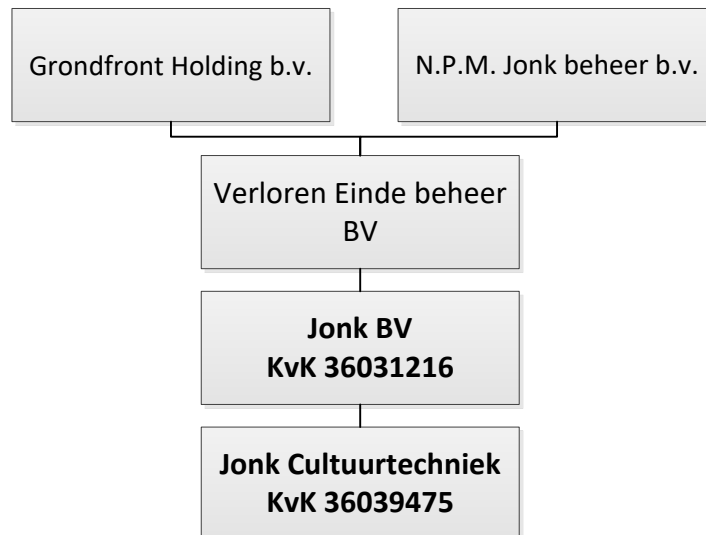 Grondfront Holding b.v.
N.P.M. Jonk beheer b.v.
Verloren Einde beheer
BV
Jonk BV
KvK 36031216
Jonk Cultuurtechniek
KvK 36039475